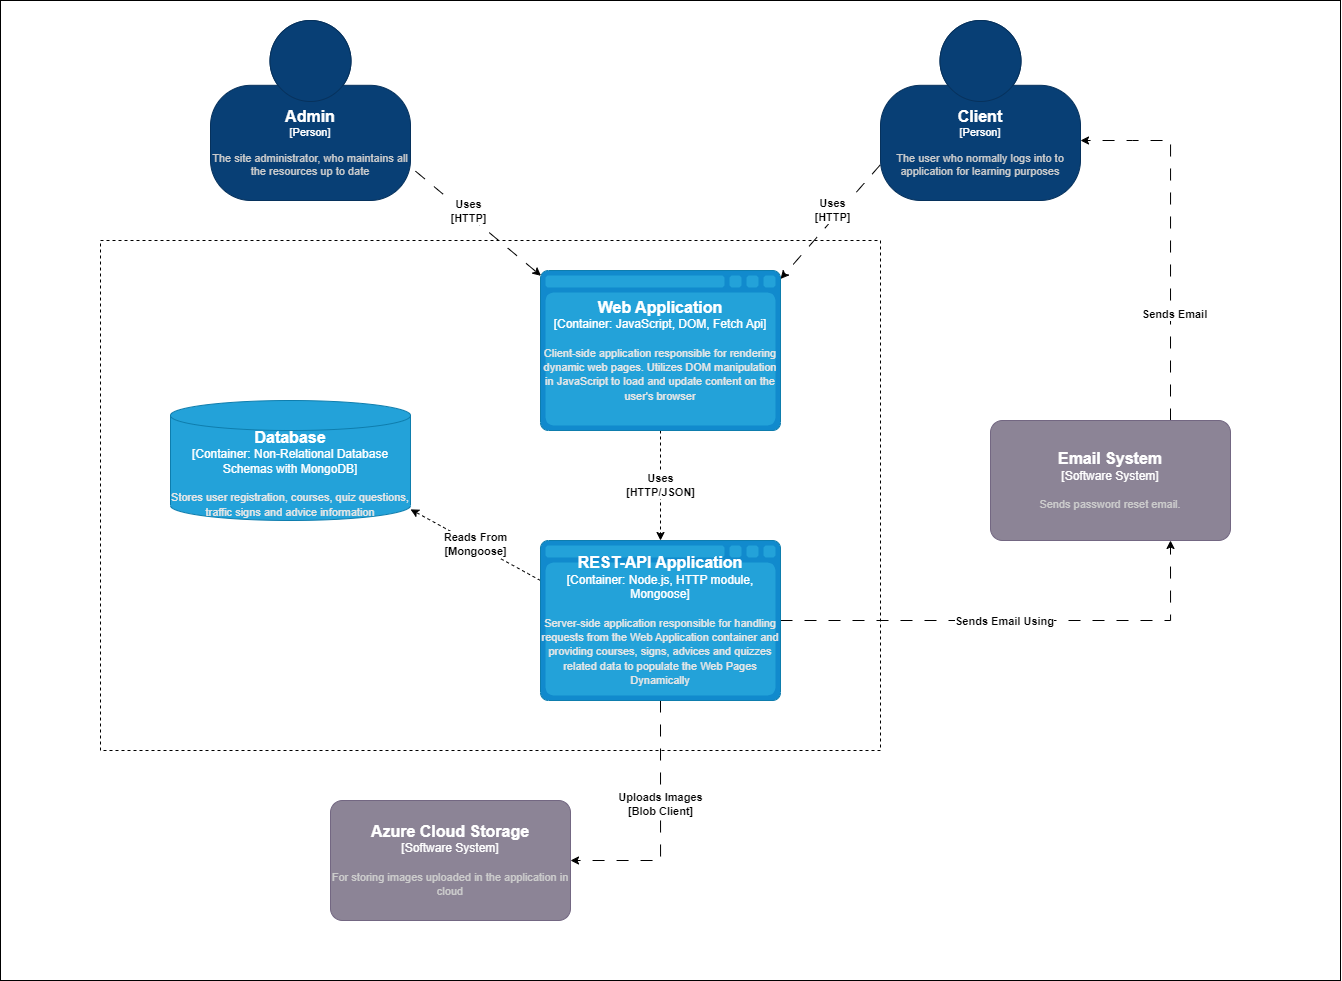 Admin
[Person]
The site administrator, who maintains all
the resources up to date
Client
[Person]
The user who normally logs into to
application for learning purposes
Uses
[HTTP]
Uses
[HTTP]
Web Application
[Container: JavaScript, DOM, Fetch Api]
Client-side application responsible for rendering
dynamic web pages. Utilizes DOM manipulation
in JavaScript to load and update content on the
user's browser
Sends Email
Database
[Container: Non-Relational Database
Schemas with MongoDB]
Stores user registration, courses, quiz questions,
traffic signs and advice information
Uses
[HTTP/JSON]
Email System
[Software System]
Sends password reset email.
Reads From
[Mongoose]
REST-API Application
[Container: Node.js, HTTP module,
Mongoose]
Server-side application responsible for handling
requests from the Web Application container and
providing courses, signs, advices and quizzes
related data to populate the Web Pages
Dynamically
Sends Email Using
Uploads Images
[Blob Client]
Azure Cloud Storage
[Software System]
For storing images uploaded in the application in
cloud